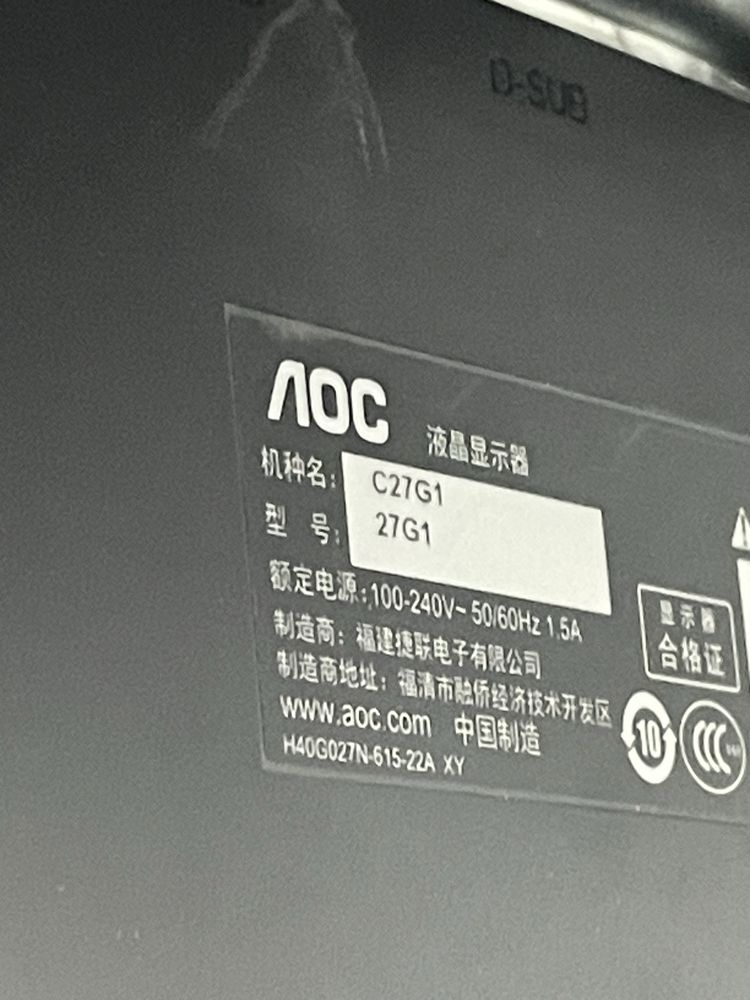 D-SUB
AOC 液晶显示器
机种名: C27G1
型 号: 27G1
额定电源:100-240V~ 50/60Hz 1.5A
制造商: 福建捷联电子有限公司
制造商地址: 福清市融侨经济技术开发区
www.aoc.com 中国制造
H40G027N-615-22A XY
显示器
合格证
10
CCC